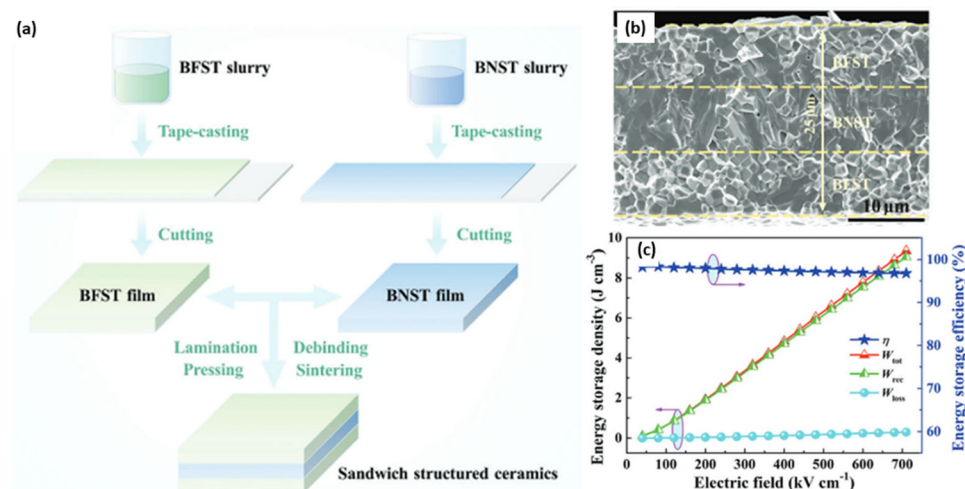 (a)
BFST slurry
BNST slurry
Tape-casting
Tape-casting
Cutting
Cutting
BFST film
BNST film
Lamination
Pressing
Debinding
Sintering
Sandwich structured ceramics
(b)
BFST
BNST
BFST
~25 μm
10 μm
(c)
Energy storage density (J cm⁻³)
10
8
6
4
2
0
η
W_tot
W_rec
W_loss
100
90
80
70
60
Energy storage efficiency (%)
0 100 200 300 400 500 600 700
Electric field (kV cm⁻¹)